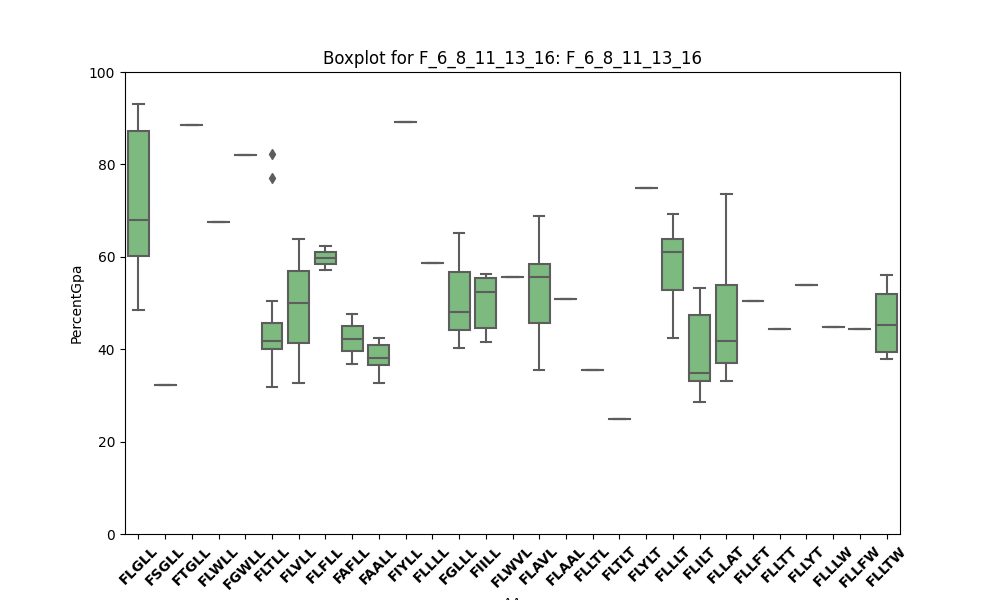 Boxplot for F_6_8_11_13_16: F_6_8_11_13_16
PercentGpa
100
80
60
40
20
0
FLGLL
FSGLL
FTGLL
FLWLL
FGWLL
FLTLL
FLVLL
FLFLL
FAFLL
FAALL
FIYLL
FLLLL
FGLLL
FIILL
FLWVL
FLAVL
FLAAL
FLLTL
FLTLT
FLYLT
FLLLT
FLILT
FLLAT
FLLFT
FLLTT
FLLYT
FLLLW
FLLFW
FLLTW